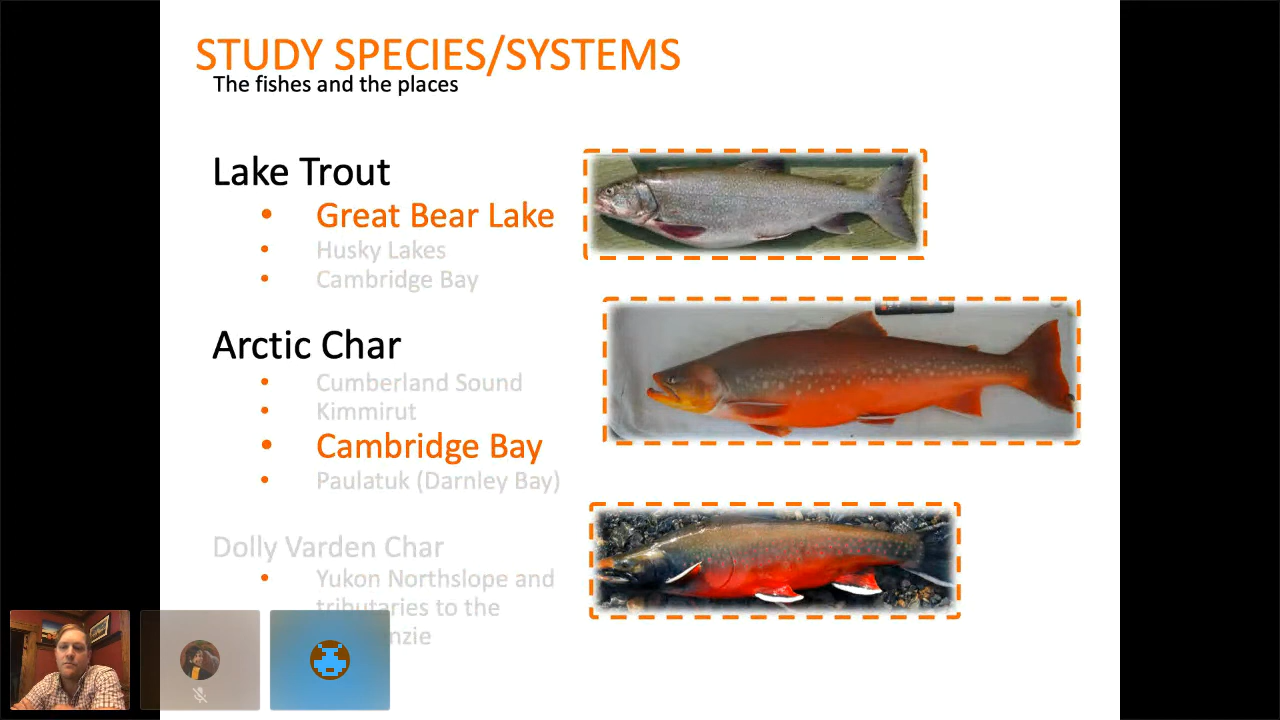 STUDY SPECIES/SYSTEMS
The fishes and the places
Lake Trout
• Great Bear Lake
• Husky Lakes
• Cambridge Bay
Arctic Char
• Cumberland Sound
• Kimmirut
• Cambridge Bay
• Paulatuk (Darnley Bay)
Dolly Varden Char
• Yukon Northslope and
tributaries to the